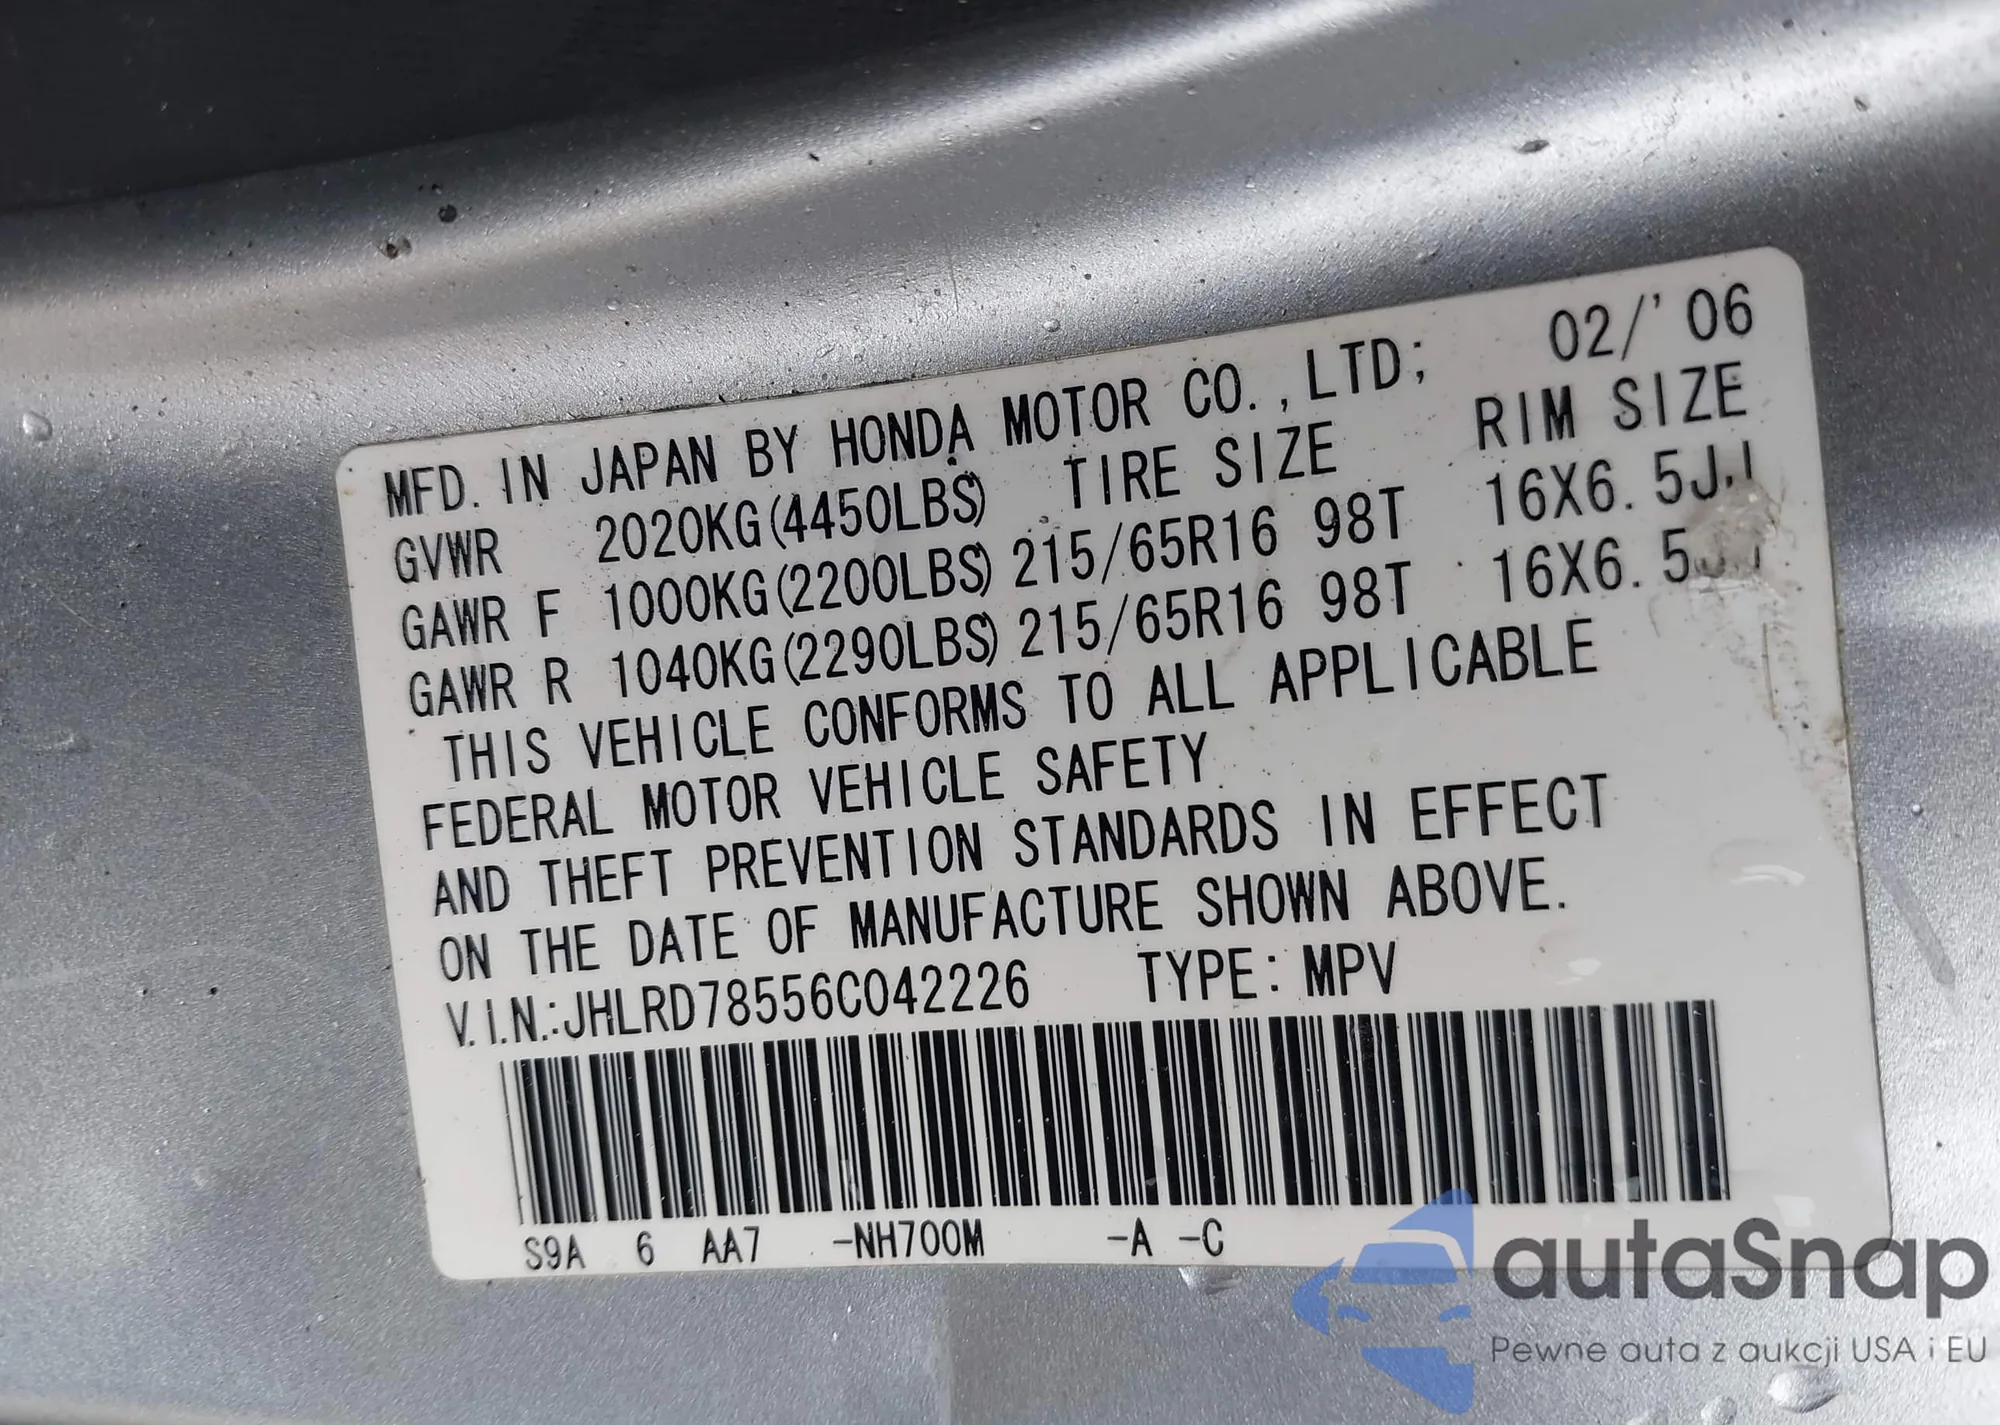 MFD. IN JAPAN BY HONDA MOTOR CO.,LTD; 02/'06
GVWR 2020KG(4450LBS) TIRE SIZE RIM SIZE
GAWR F 1000KG(2200LBS) 215/65R16 98T 16X6.5JJ
GAWR R 1040KG(2290LBS) 215/65R16 98T 16X6.5JJ
THIS VEHICLE CONFORMS TO ALL APPLICABLE
FEDERAL MOTOR VEHICLE SAFETY
AND THEFT PREVENTION STANDARDS IN EFFECT
ON THE DATE OF MANUFACTURE SHOWN ABOVE.
V.I.N.:JHLRD78556C042226 TYPE: MPV
S9A 6 AA7 -NH700M -A -C
autaSnap
Pewne auta z aukcji USA i EU